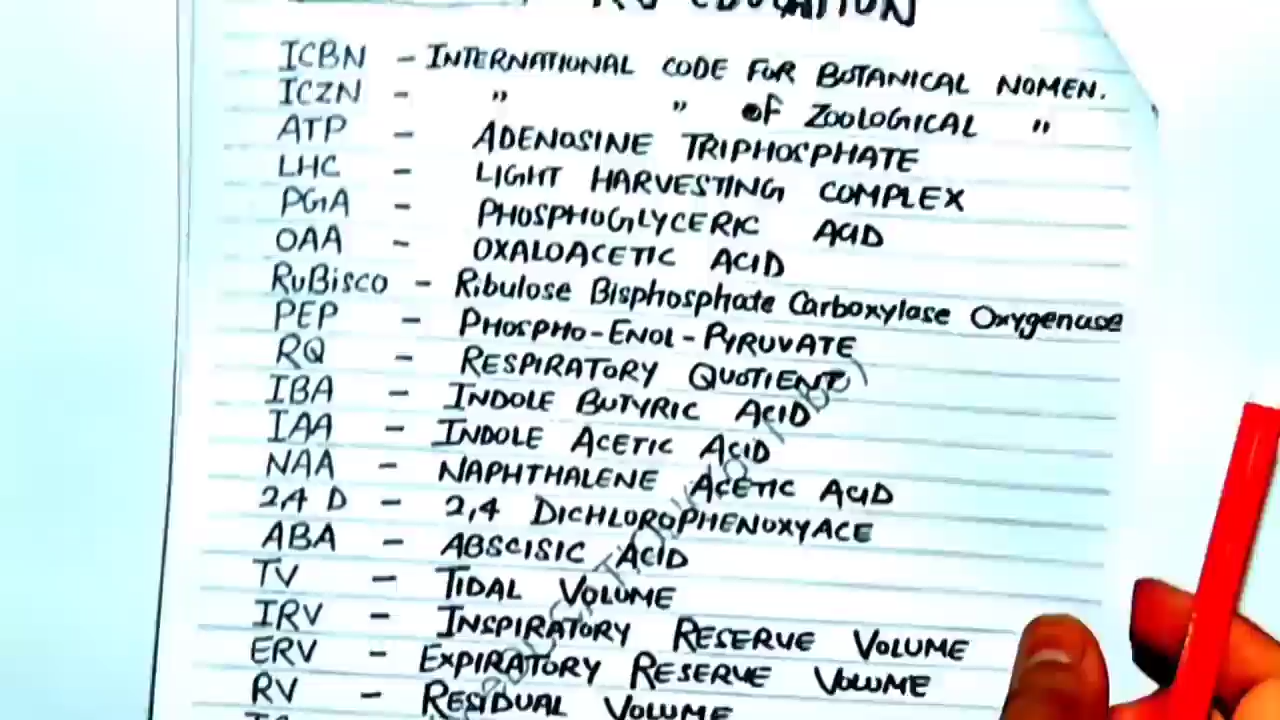 RV EDUCATION
ICBN - INTERNATIONAL CODE FOR BOTANICAL NOMEN.
ICZN - " " OF ZOOLOGICAL "
ATP - ADENOSINE TRIPHOSPHATE
LHC - LIGHT HARVESTING COMPLEX
PGA - PHOSPHOGLYCERIC ACID
OAA - OXALOACETIC ACID
RuBisco - Ribulose Bisphosphate Carboxylase Oxygenase
PEP - PHOSPHO-ENOL-PYRUVATE
RQ - RESPIRATORY QUOTIENT
IBA - INDOLE BUTYRIC ACID
IAA - INDOLE ACETIC ACID
NAA - NAPHTHALENE ACETIC ACID
2,4 D - 2,4 DICHLOROPHENOXYACE
ABA - ABSCISIC ACID
TV - TIDAL VOLUME
IRV - INSPIRATORY RESERVE VOLUME
ERV - EXPIRATORY RESERVE VOLUME
RV - RESIDUAL VOLUME